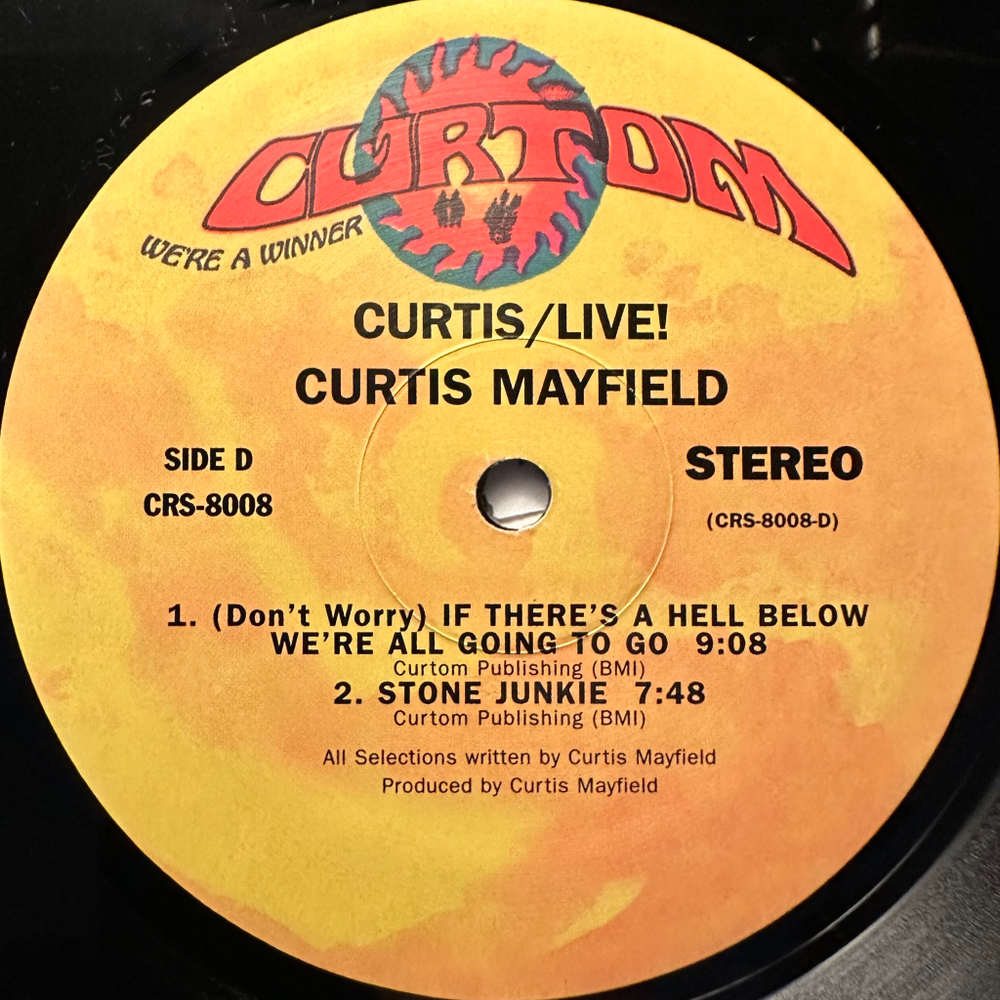 CURTOM
WE'RE A WINNER
CURTIS/LIVE!
CURTIS MAYFIELD
SIDE D
CRS-8008
STEREO
(CRS-8008-D)
1. (Don't Worry) IF THERE'S A HELL BELOW
WE'RE ALL GOING TO GO 9:08
Curtom Publishing (BMI)
2. STONE JUNKIE 7:48
Curtom Publishing (BMI)
All Selections written by Curtis Mayfield
Produced by Curtis Mayfield